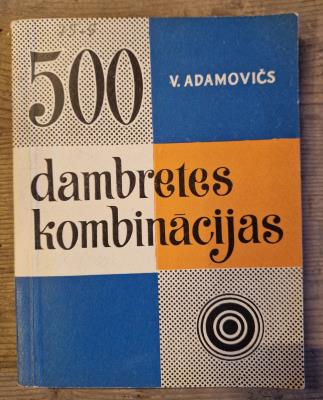 500
V. ADAMOVIČS
dambretes
kombinācijas